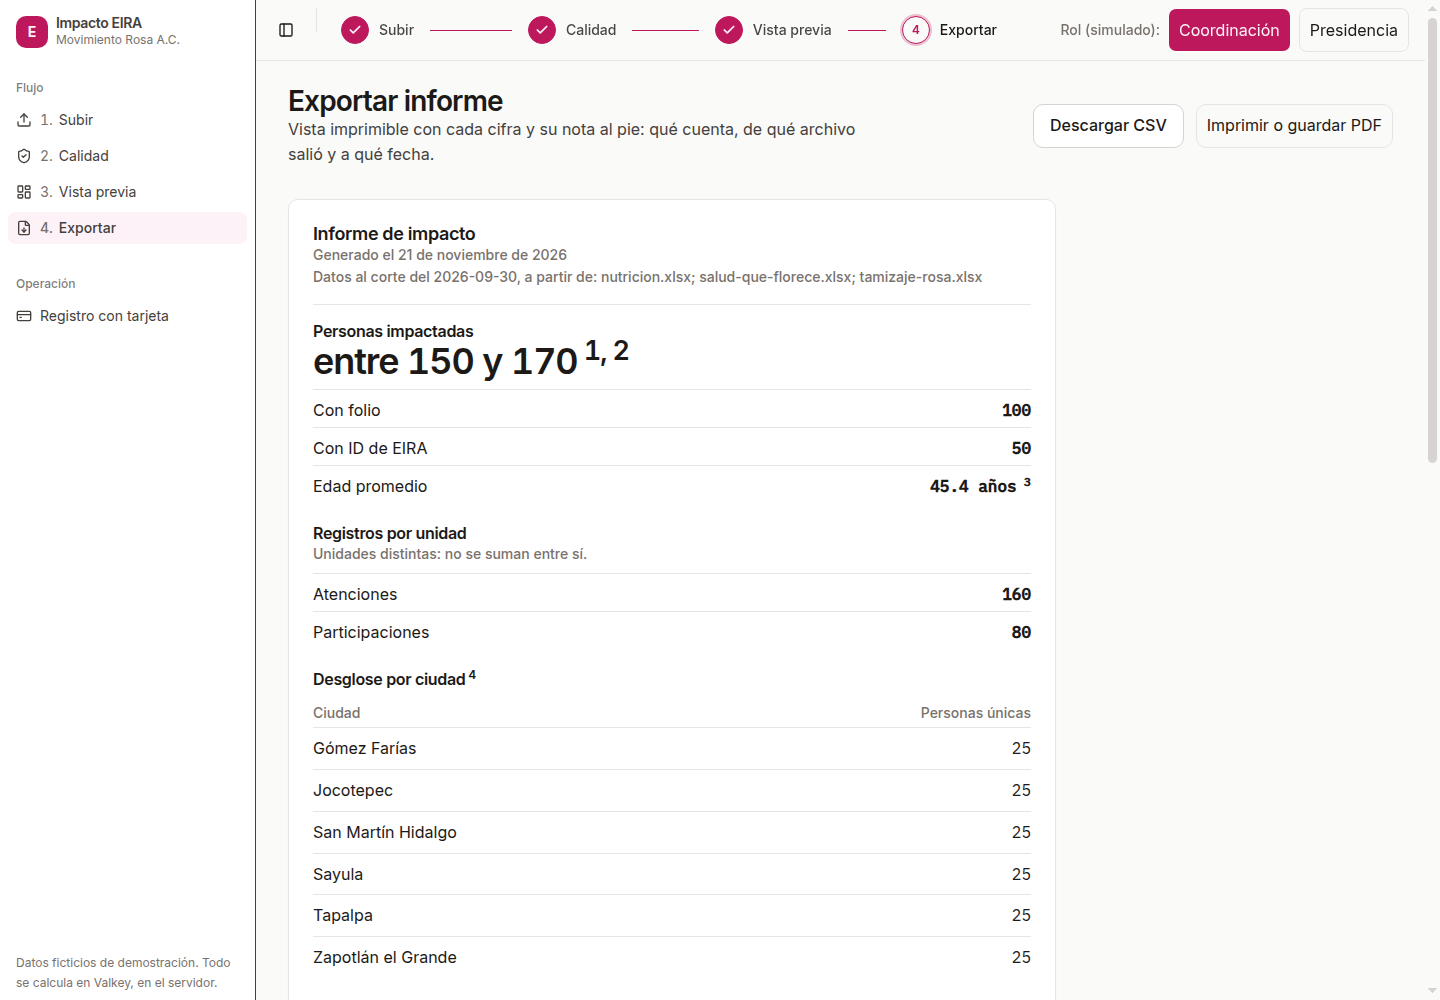 E
Impacto EIRA
Movimiento Rosa A.C.
Flujo
1. Subir
2. Calidad
3. Vista previa
4. Exportar
Operación
Registro con tarjeta
Datos ficticios de demostración. Todo
se calcula en Valkey, en el servidor.
Subir
Calidad
Vista previa
4 Exportar
Rol (simulado):
Coordinación
Presidencia
Exportar informe
Vista imprimible con cada cifra y su nota al pie: qué cuenta, de qué archivo
salió y a qué fecha.
Descargar CSV
Imprimir o guardar PDF
Informe de impacto
Generado el 21 de noviembre de 2026
Datos al corte del 2026-09-30, a partir de: nutricion.xlsx; salud-que-florece.xlsx; tamizaje-rosa.xlsx
Personas impactadas
entre 150 y 170 1, 2
Con folio 100
Con ID de EIRA 50
Edad promedio 45.4 años 3
Registros por unidad
Unidades distintas: no se suman entre sí.
Atenciones 160
Participaciones 80
Desglose por ciudad 4
Ciudad Personas únicas
Gómez Farías 25
Jocotepec 25
San Martín Hidalgo 25
Sayula 25
Tapalpa 25
Zapotlán el Grande 25